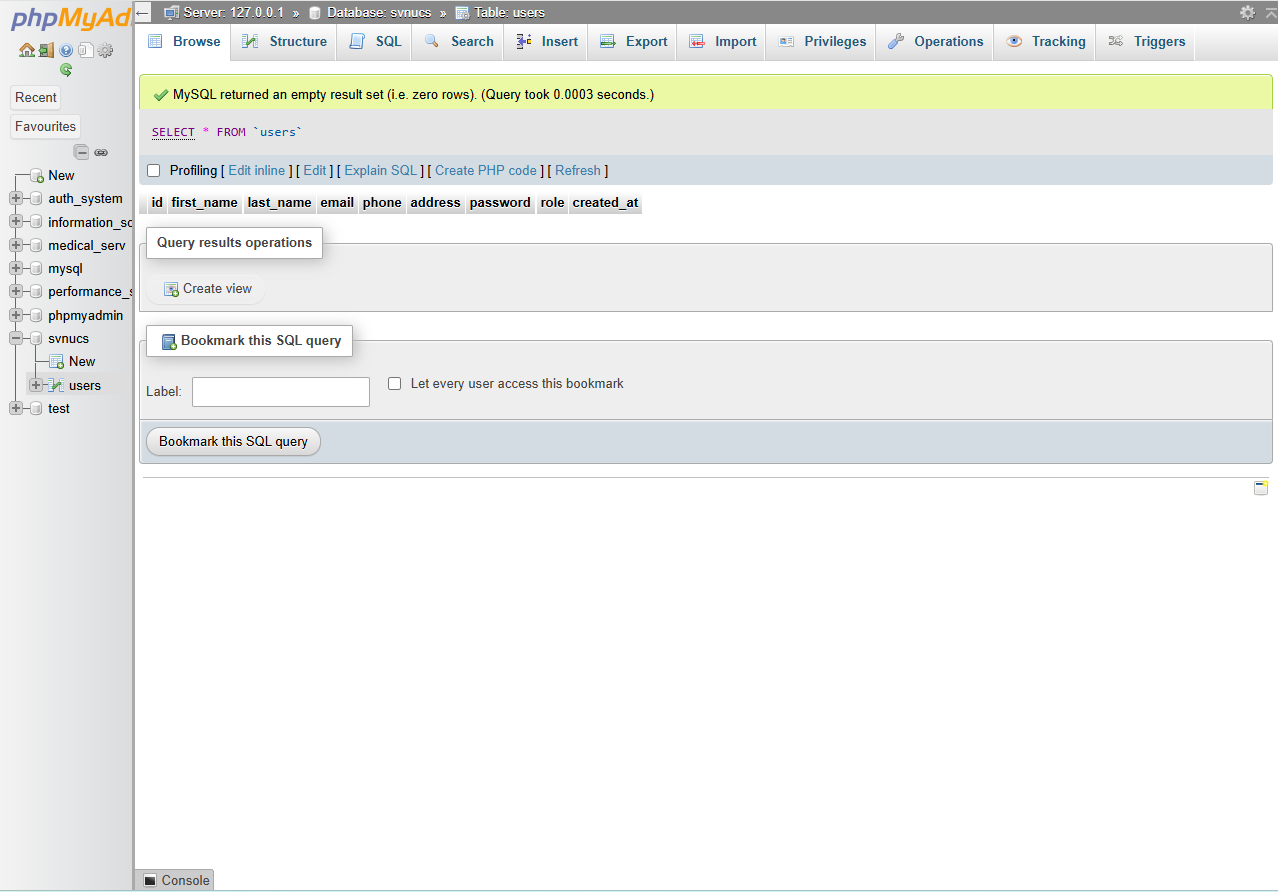 phpMyAd
Server: 127.0.0.1 » Database: svnucs » Table: users
Browse Structure SQL Search Insert Export Import Privileges Operations Tracking Triggers
Recent
Favourites
New
auth_system
information_sc
medical_serv
mysql
performance_s
phpmyadmin
svnucs
New
users
test
MySQL returned an empty result set (i.e. zero rows). (Query took 0.0003 seconds.)
SELECT * FROM `users`
Profiling [ Edit inline ] [ Edit ] [ Explain SQL ] [ Create PHP code ] [ Refresh ]
id first_name last_name email phone address password role created_at
Query results operations
Create view
Bookmark this SQL query
Label: Let every user access this bookmark
Bookmark this SQL query
Console